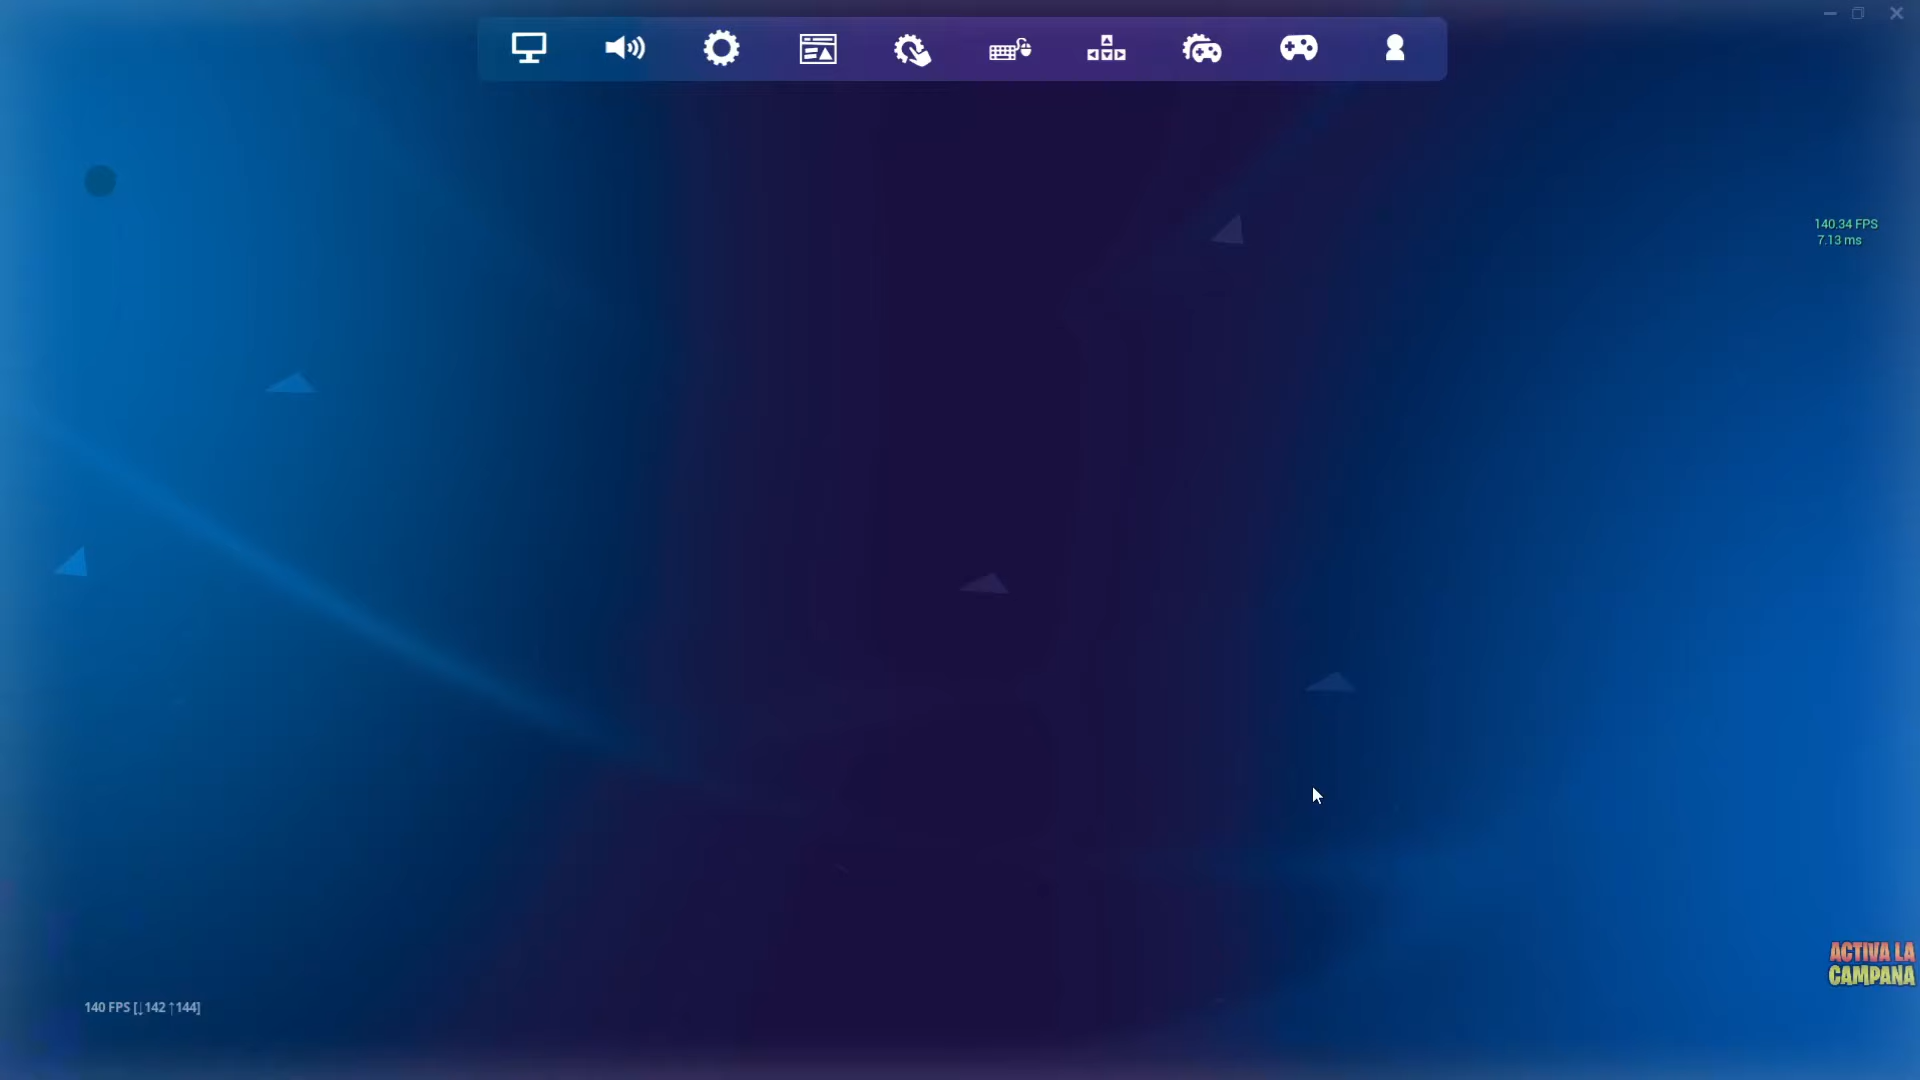 140.34 FPS
7.13 ms
ACTIVA LA
CAMPANA
140 FPS [↓142 ↑144]